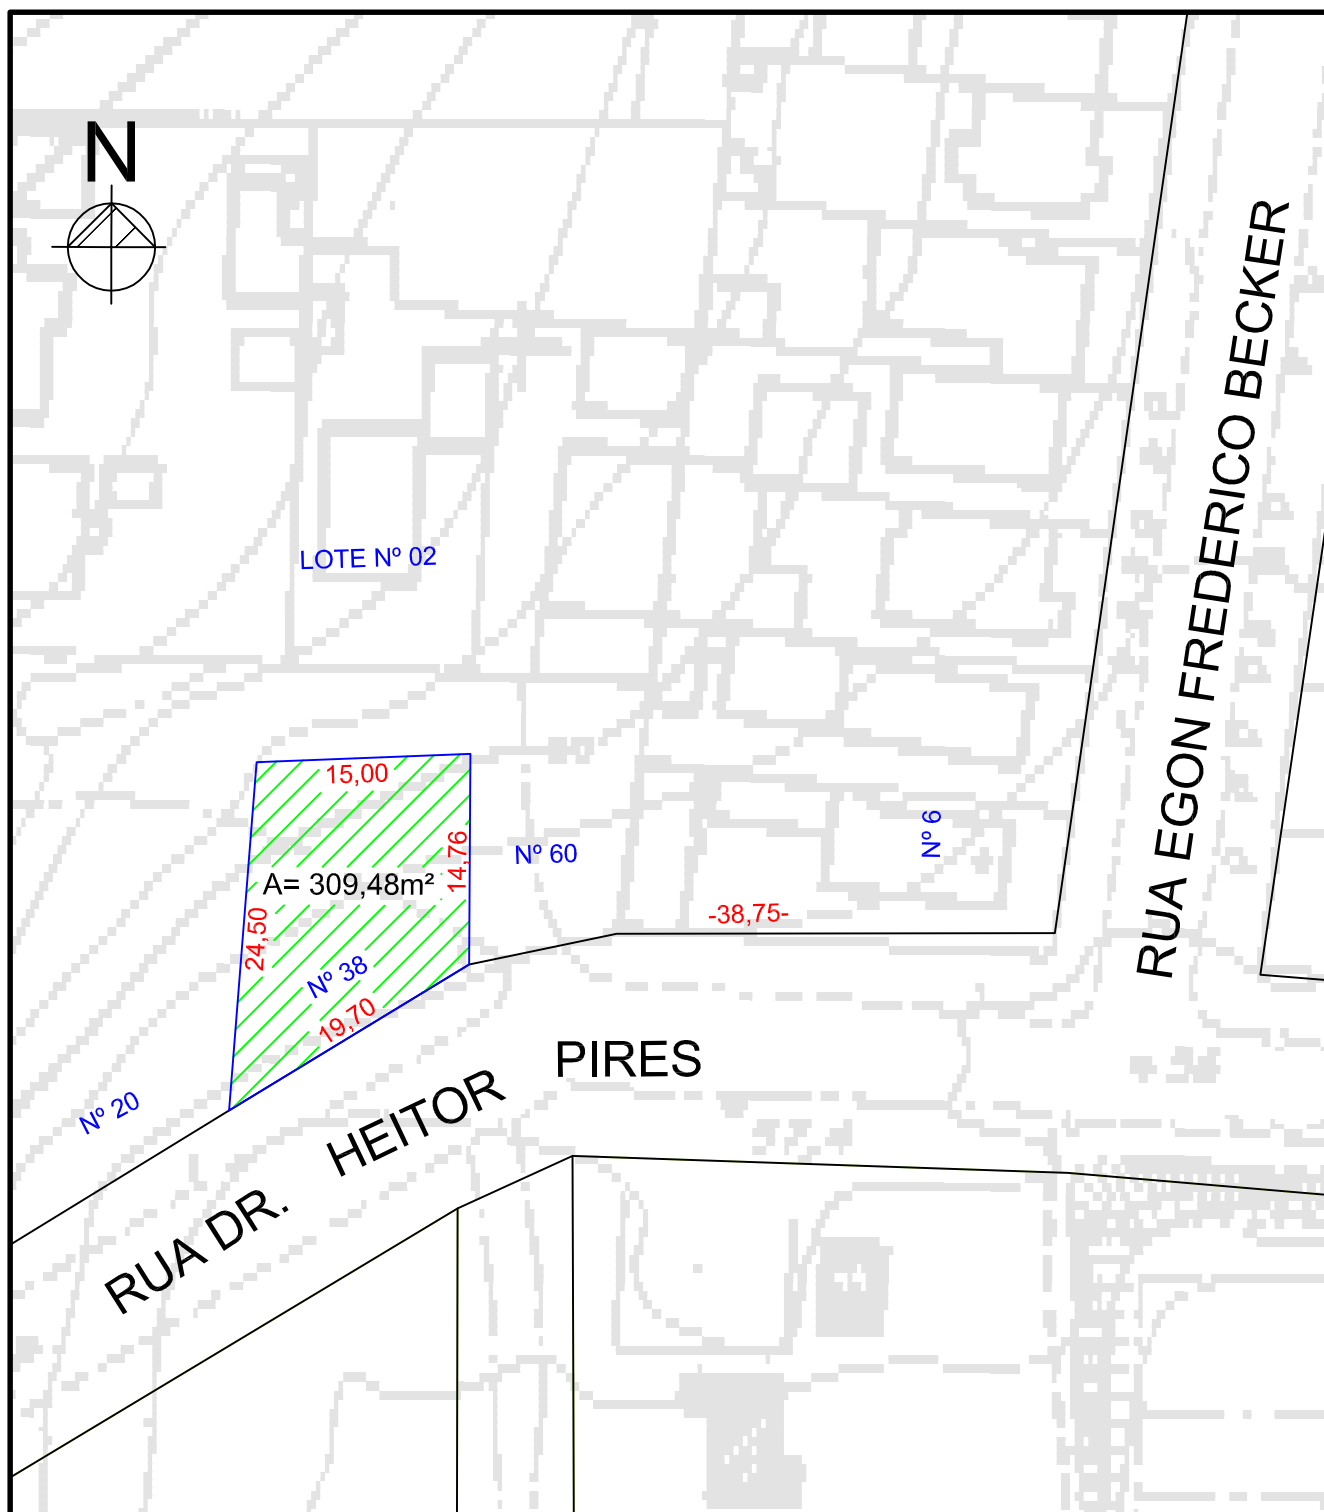 N
RUA EGON FREDERICO BECKER
LOTE Nº 02
15,00
14,76
Nº 60
Nº 6
A= 309,48m²
24,50
-38,75-
Nº 38
19,70
Nº 20
RUA DR. HEITOR PIRES